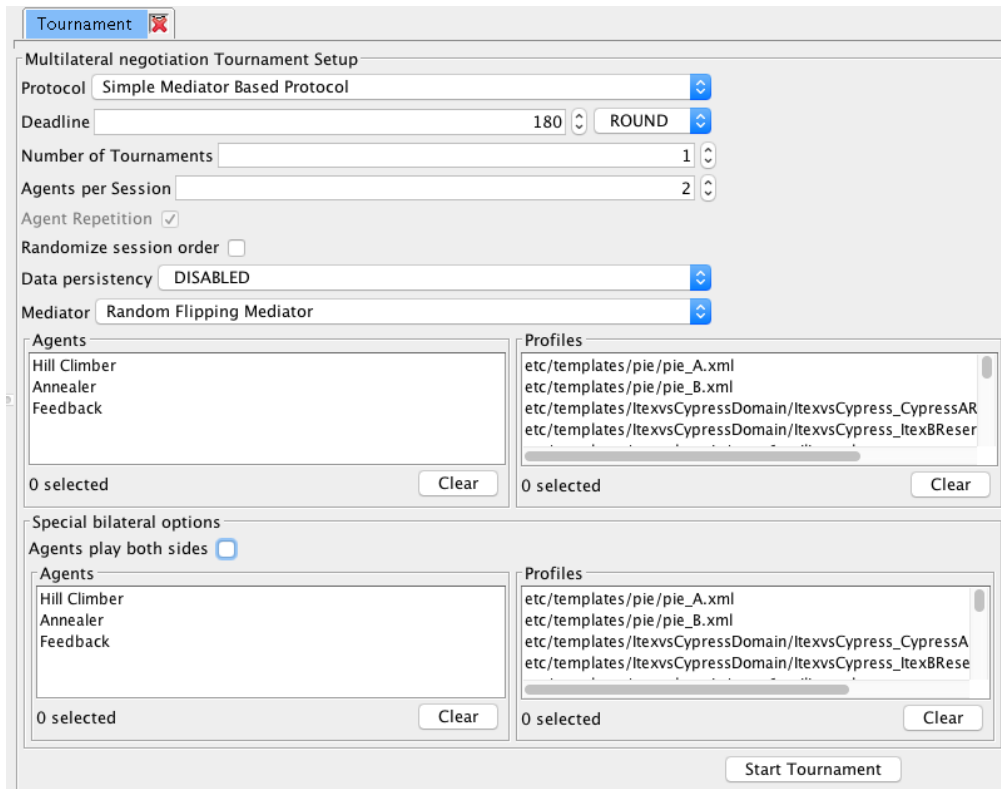 Tournament
Multilateral negotiation Tournament Setup
Protocol Simple Mediator Based Protocol
Deadline 180 ROUND
Number of Tournaments 1
Agents per Session 2
Agent Repetition
Randomize session order
Data persistency DISABLED
Mediator Random Flipping Mediator
Agents
Hill Climber
Annealer
Feedback
0 selected Clear
Profiles
etc/templates/pie/pie_A.xml
etc/templates/pie/pie_B.xml
etc/templates/ItexvsCypressDomain/ItexvsCypress_CypressAR
etc/templates/ItexvsCypressDomain/ItexvsCypress_ItexBReser
0 selected Clear
Special bilateral options
Agents play both sides
Agents
Hill Climber
Annealer
Feedback
0 selected Clear
Profiles
etc/templates/pie/pie_A.xml
etc/templates/pie/pie_B.xml
etc/templates/ItexvsCypressDomain/ItexvsCypress_CypressA
etc/templates/ItexvsCypressDomain/ItexvsCypress_ItexBRese
0 selected Clear
Start Tournament